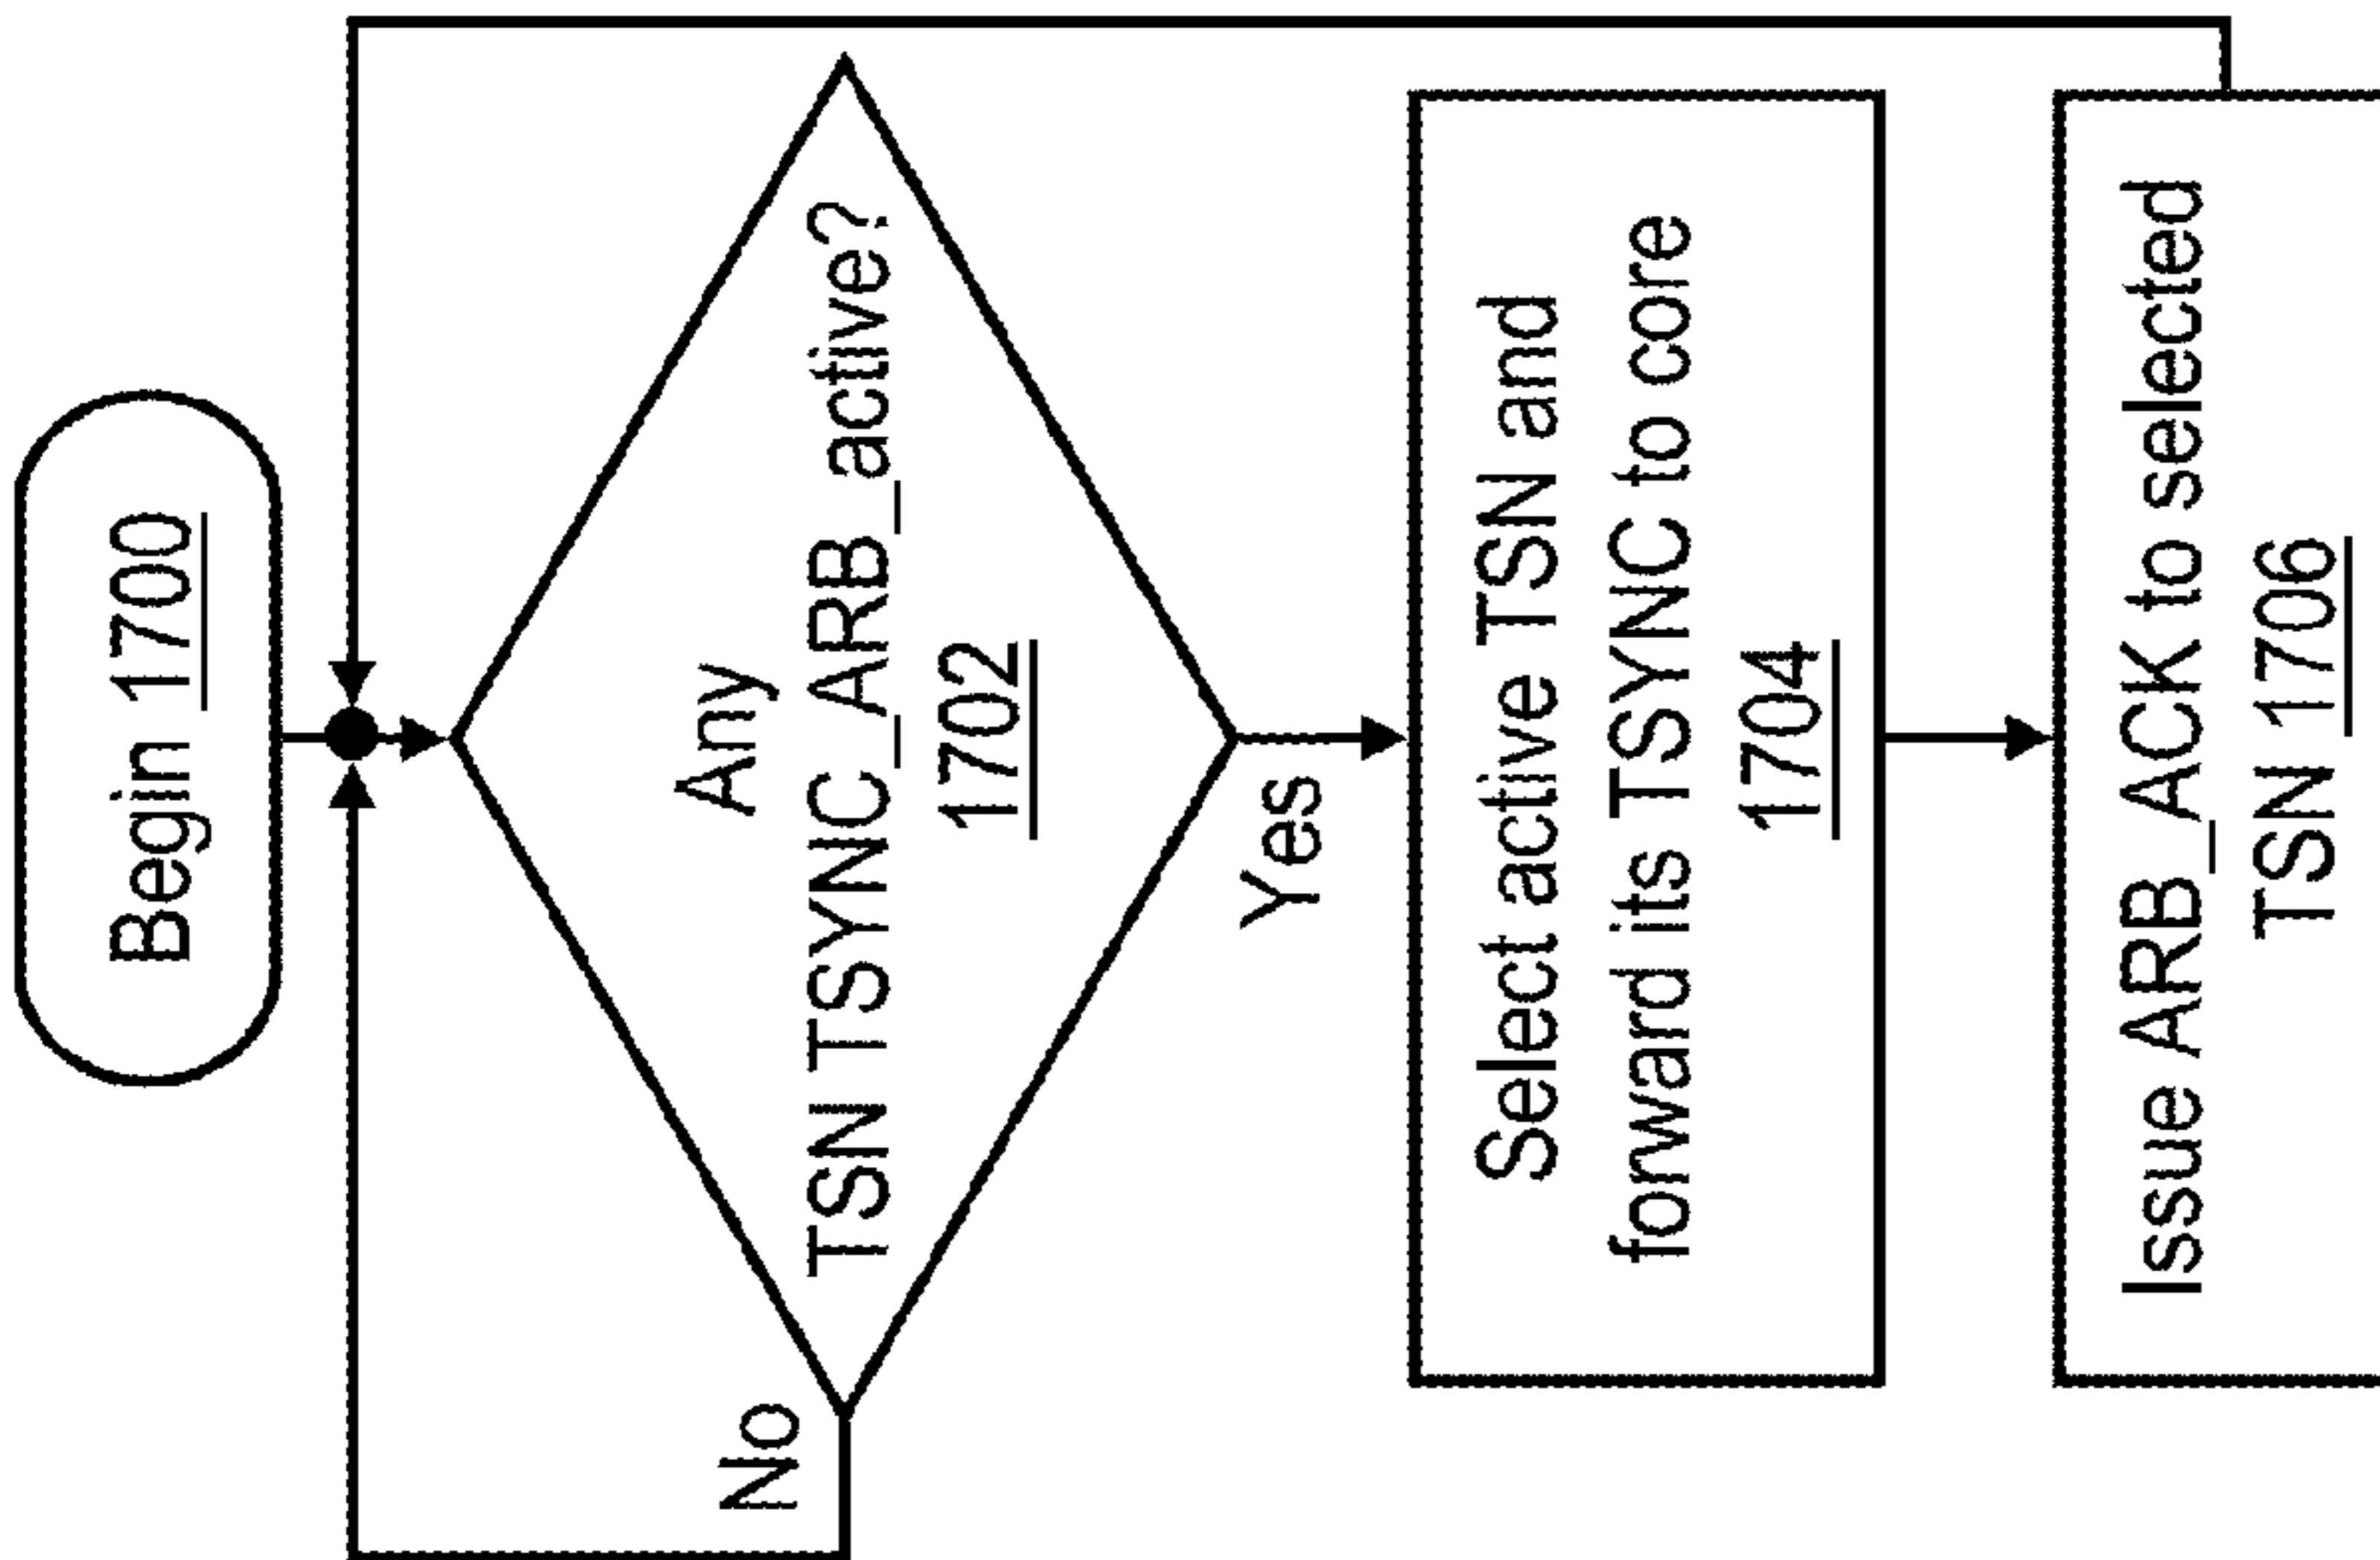 Begin 1700
Any
TSN TSYNC_ARB_active?
1702
No
Yes
Select active TSN and
forward its TSYNC to core
1704
Issue ARB_ACK to selected
TSN 1706